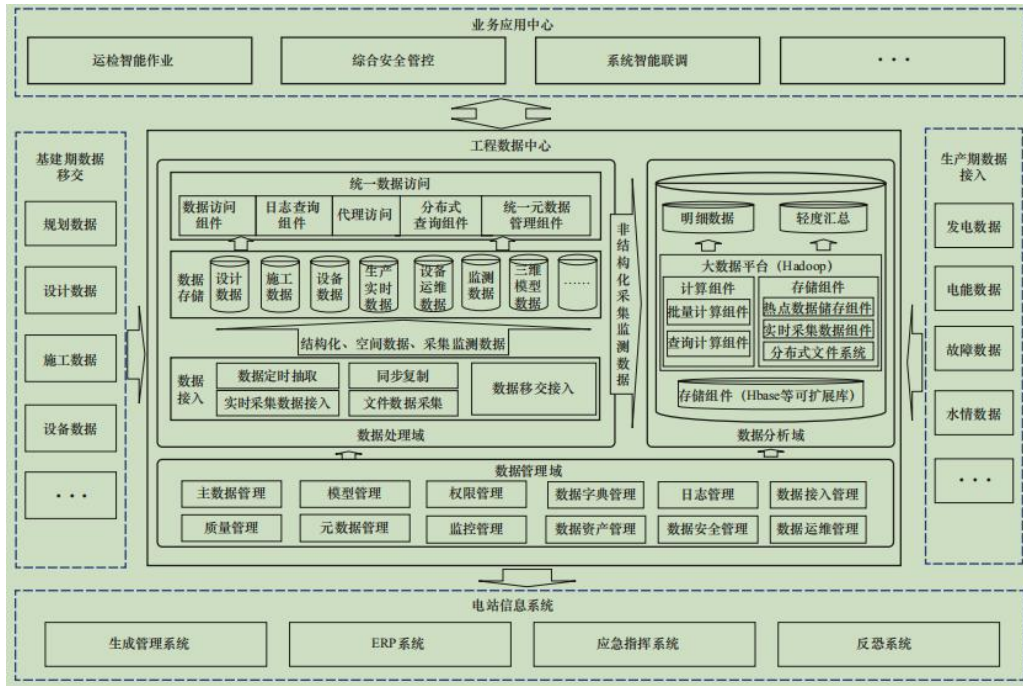 业务应用中心
运检智能作业
综合安全管控
系统智能联调
···
基建期数据
移交
规划数据
设计数据
施工数据
设备数据
···
工程数据中心
统一数据访问
数据访问
组件
日志查询
组件
代理访问
分布式
查询组件
统一元数据
管理组件
数据
存储
设计
数据
施工
数据
设备
数据
生产
实时
数据
设备
运维
数据
监测
数据
三维
模型
数据
……
结构化、空间数据、采集监测数据
数据
接入
数据定时抽取
同步复制
实时采集数据接入
文件数据采集
数据移交接入
数据处理域
非结构化采集监测数据
明细数据
轻度汇总
大数据平台（Hadoop）
计算组件
批量计算组件
查询计算组件
存储组件
热点数据储存组件
实时采集数据组件
分布式文件系统
存储组件（Hbase等可扩展库）
数据分析域
数据管理域
主数据管理
模型管理
权限管理
数据字典管理
日志管理
数据接入管理
质量管理
元数据管理
监控管理
数据资产管理
数据安全管理
数据运维管理
生产期数据
接入
发电数据
电能数据
故障数据
水情数据
···
电站信息系统
生成管理系统
ERP系统
应急指挥系统
反恐系统